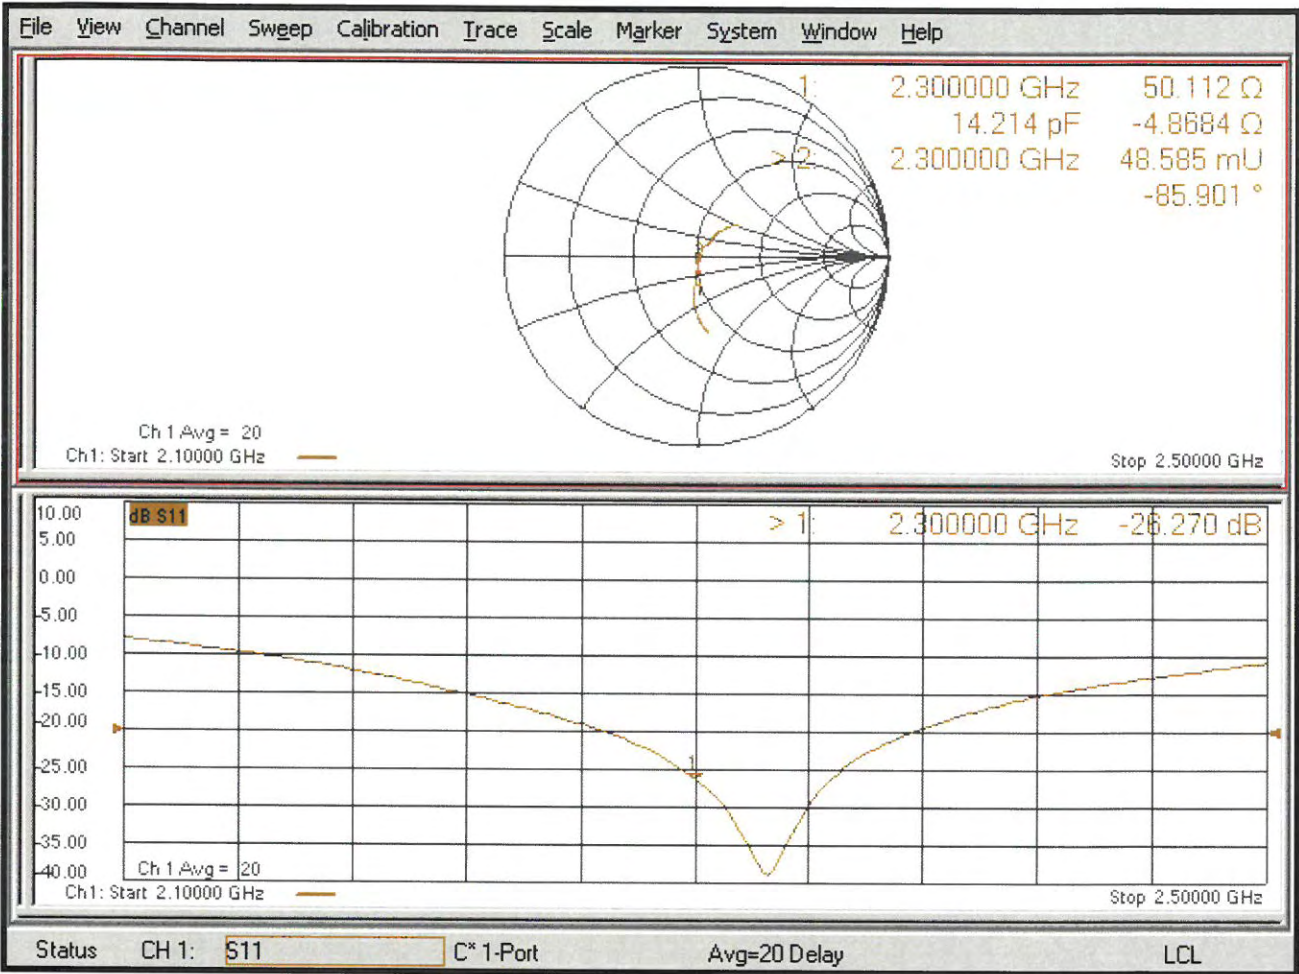 File View Channel Sweep Calibration Trace Scale Marker System Window Help
1: 2.300000 GHz 50.112 Ω
14.214 pF -4.8684 Ω
> 2: 2.300000 GHz 48.585 mU
-85.901 °
Ch 1 Avg = 20
Ch1: Start 2.10000 GHz
Stop 2.50000 GHz
10.00
dB S11
> 1: 2.300000 GHz -26.270 dB
5.00
0.00
-5.00
-10.00
-15.00
-20.00
1
-25.00
-30.00
-35.00
-40.00
Ch 1 Avg = 20
Ch1: Start 2.10000 GHz
Stop 2.50000 GHz
Status CH 1: S11 C* 1-Port Avg=20 Delay LCL